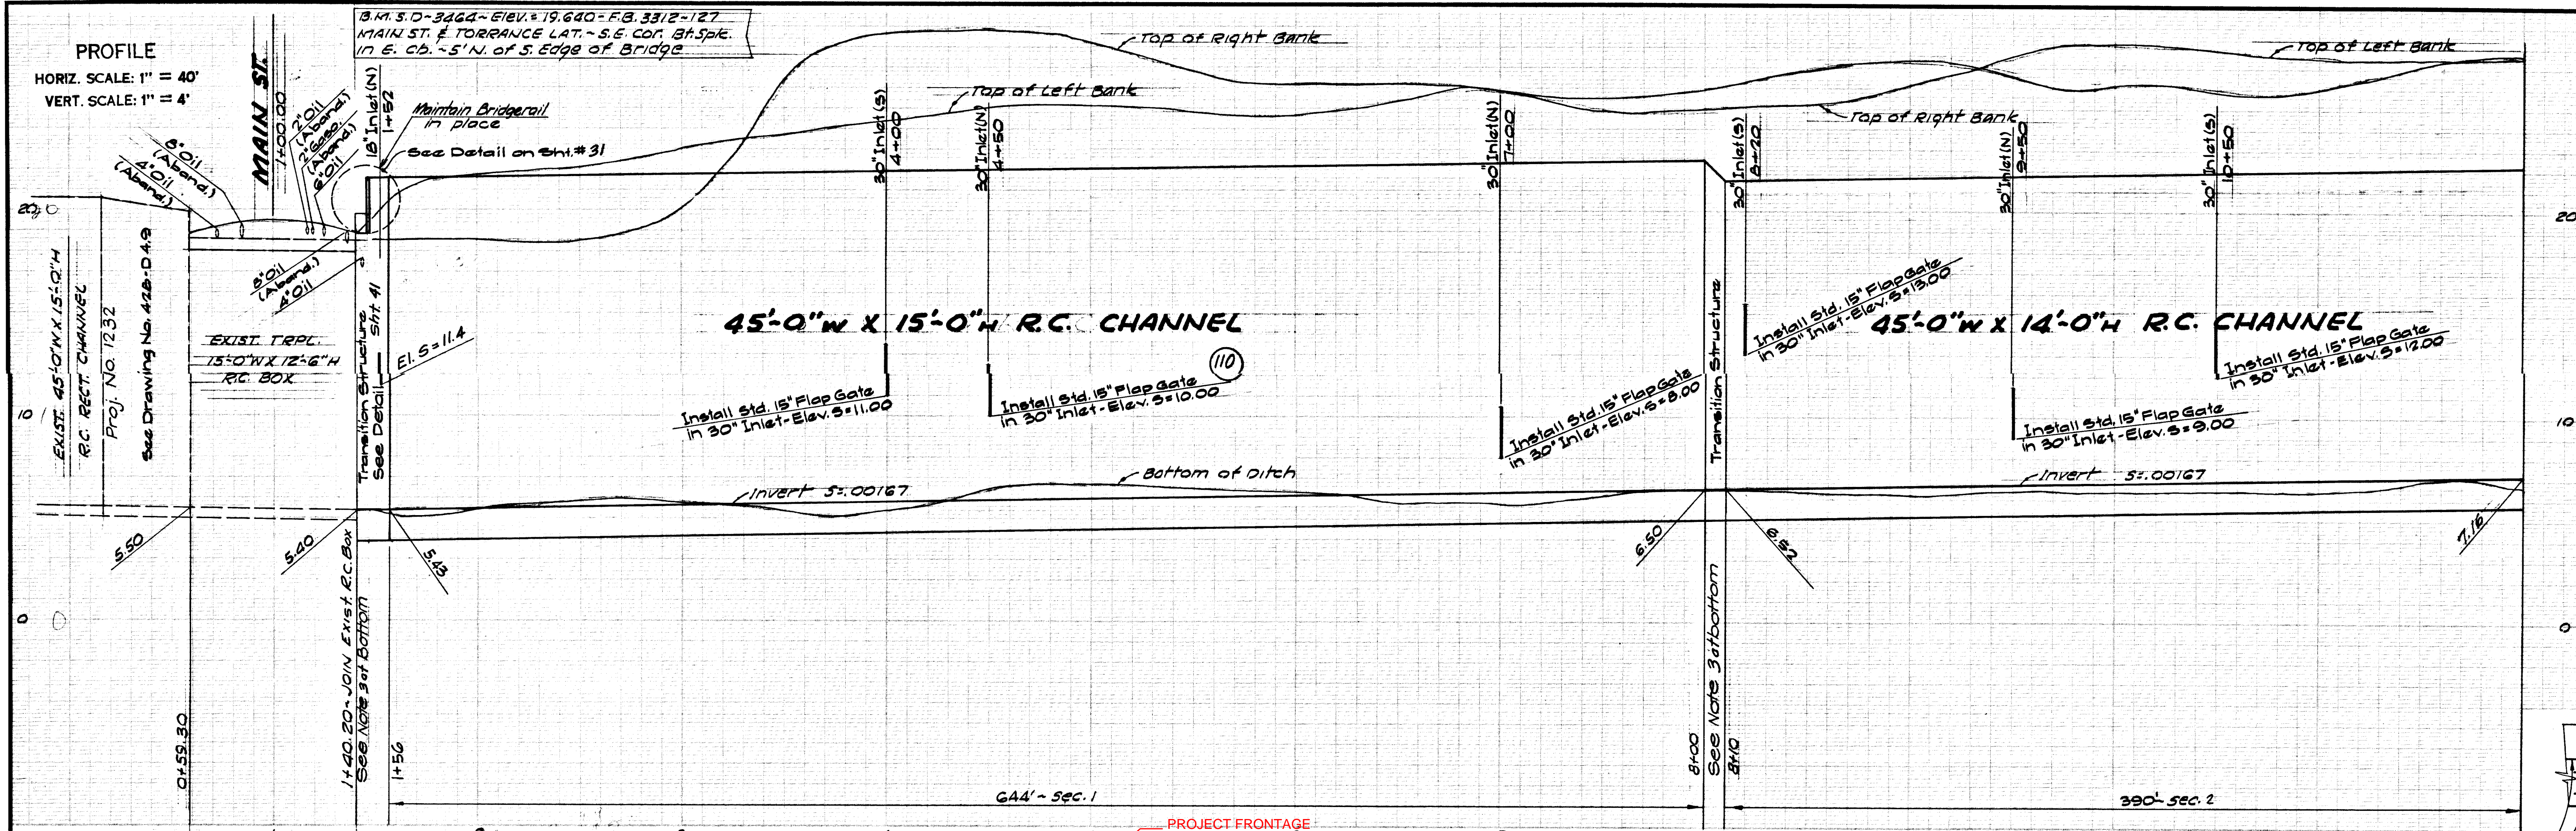 PROFILE
HORIZ. SCALE: 1" = 40'
VERT. SCALE: 1" = 4'
B.M. S.D-3464~Elev.=19.640-F.B. 3312-127
MAIN ST. & TORRANCE LAT.~S.E. Cor. Bt. Spk.
in E. cb.~5' N. of S. Edge of Bridge
MAIN ST.
1+00.00
2" Oil
(Aband.)
2" Gaso.
(Aband.)
6" Oil
18" Inlet (N)
1+52
Maintain Bridgerail
in place
See Detail on Sht.#31
8" Oil
(Aband.)
4" Oil
(Aband.)
8" Oil
(Aband.)
4" Oil
Top of Right Bank
Top of Left Bank
Top of Left Bank
Top of Right Bank
30" Inlet (S)
4+00
30" Inlet (N)
4+50
30" Inlet (N)
7+00
30" Inlet (S)
8+20
30" Inlet (N)
9+50
30" Inlet (S)
10+50
20
20
10
10
0
0
EXIST. 45'-0"W X 15'-0"H
R.C. RECT. CHANNEL
Proj. No. 1232
See Drawing No. 428-D 4.9
EXIST. TRPL.
15'-0"W X 12'-6"H
R.C. BOX
Transition Structure
See Detail Sht. 41
El. S=11.4
45'-0"W X 15'-0"H R.C. CHANNEL
110
45'-0"W X 14'-0"H R.C. CHANNEL
Install Std. 15" Flap Gate
in 30" Inlet-Elev. S=11.00
Install Std. 15" Flap Gate
in 30" Inlet-Elev. S=10.00
Install Std. 15" Flap Gate
in 30" Inlet-Elev. S=8.00
Transition Structure
Install Std. 15" Flap Gate
in 30" Inlet-Elev. S=13.00
Install Std. 15" Flap Gate
in 30" Inlet-Elev. S=9.00
Install Std. 15" Flap Gate
in 30" Inlet-Elev. S=12.00
Invert S=.00167
Bottom of Ditch
Invert S=.00167
5.50
5.40
5.43
6.50
6.52
7.16
0+59.30
1+40.20~JOIN Exist. R.C. Box
See Note 3 at Bottom
1+56
8+00
See Note 3 at bottom
8+10
644'~Sec. 1
390'-Sec. 2
PROJECT FRONTAGE